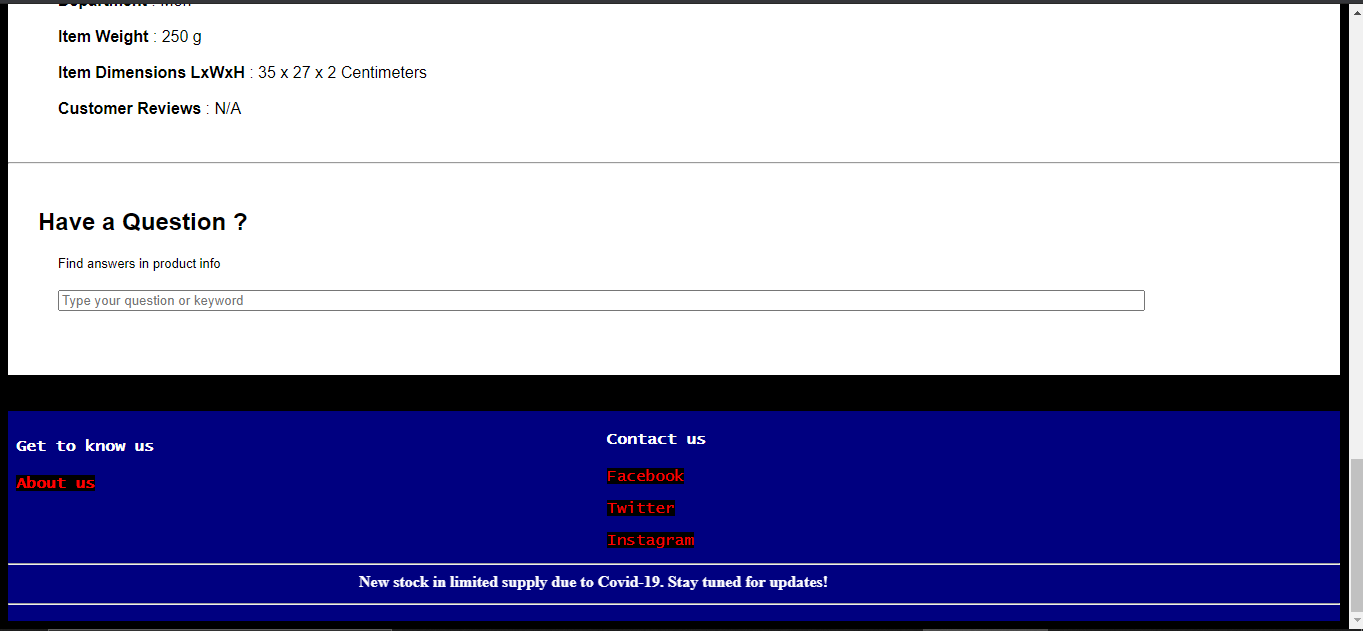 Department : Men
Item Weight : 250 g
Item Dimensions LxWxH : 35 x 27 x 2 Centimeters
Customer Reviews : N/A
Have a Question ?
Find answers in product info
Type your question or keyword
Get to know us
About us
Contact us
Facebook
Twitter
Instagram
New stock in limited supply due to Covid-19. Stay tuned for updates!